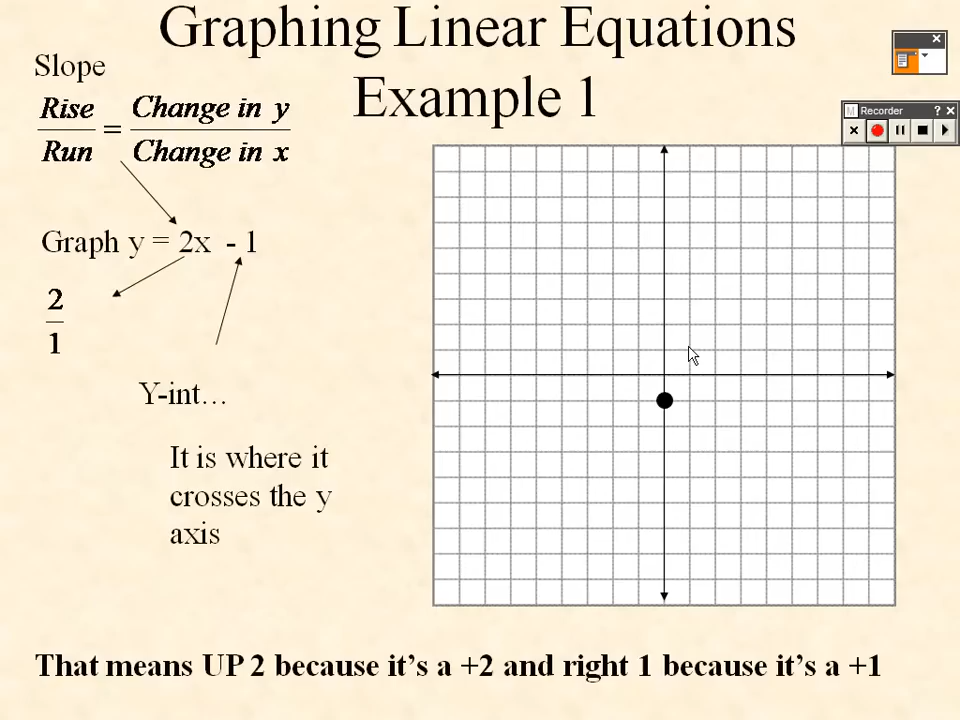 Graphing Linear Equations
Example 1
Slope
Rise
Run
=
Change in y
Change in x
Graph y = 2x - 1
2
1
Y-int…
It is where it
crosses the y
axis
That means UP 2 because it's a +2 and right 1 because it's a +1
Recorder